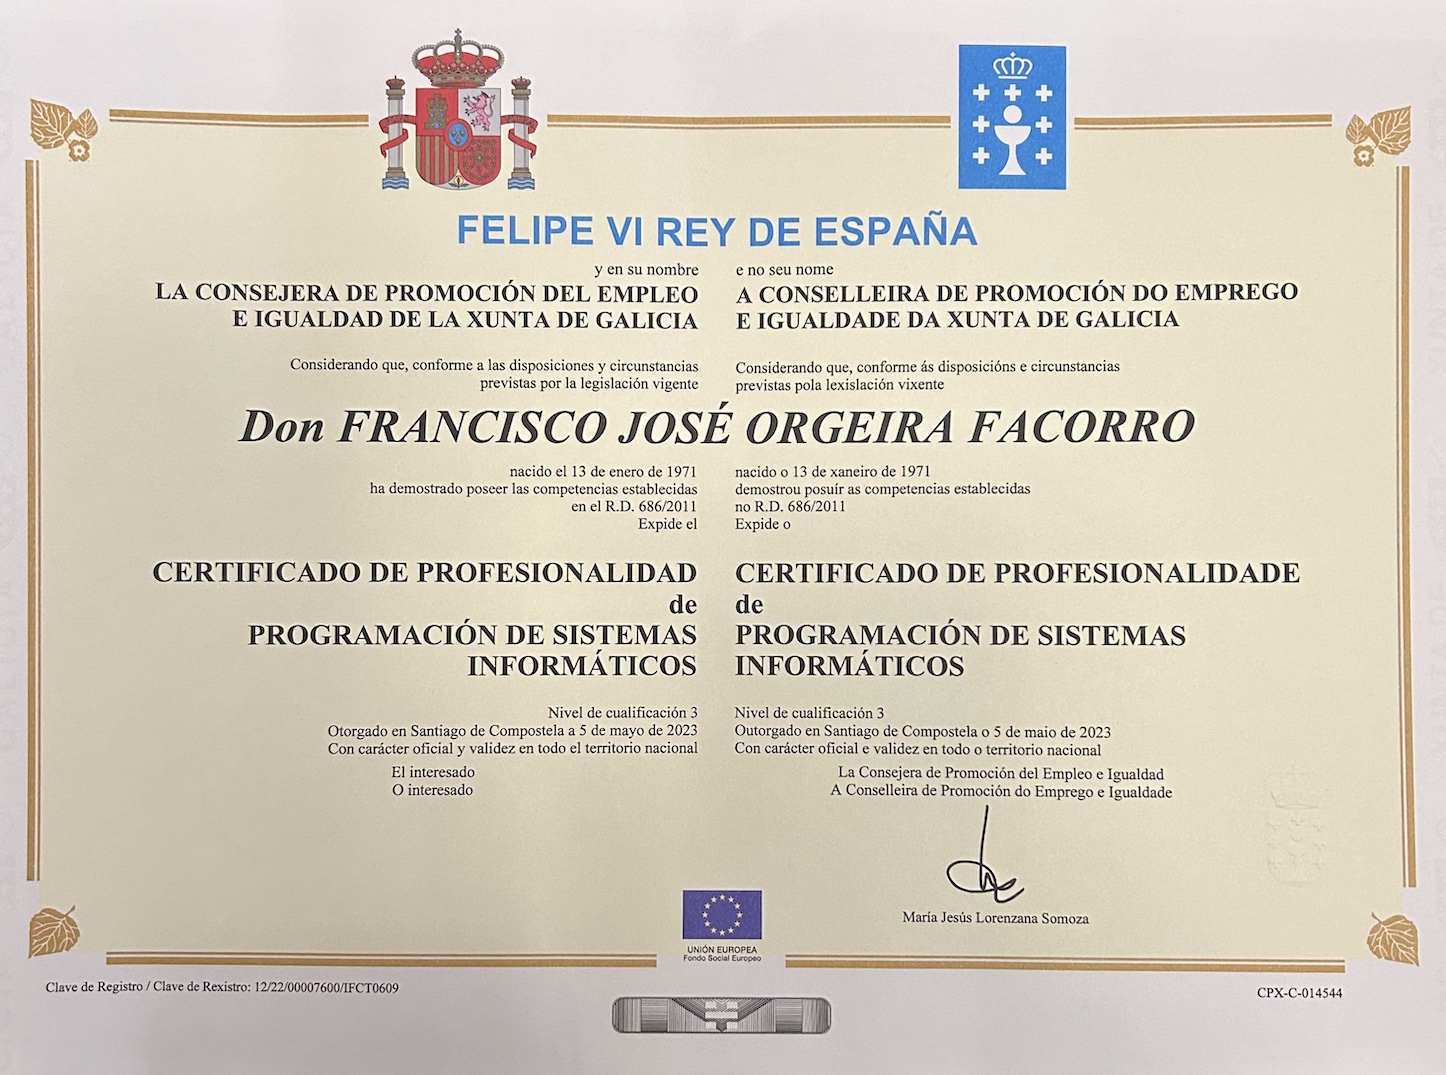 FELIPE VI REY DE ESPAÑA
y en su nombre
LA CONSEJERA DE PROMOCIÓN DEL EMPLEO
E IGUALDAD DE LA XUNTA DE GALICIA
e no seu nome
A CONSELLEIRA DE PROMOCIÓN DO EMPREGO
E IGUALDADE DA XUNTA DE GALICIA
Considerando que, conforme a las disposiciones y circunstancias
previstas por la legislación vigente
Considerando que, conforme ás disposicións e circunstancias
previstas pola lexislación vixente
Don FRANCISCO JOSÉ ORGEIRA FACORRO
nacido el 13 de enero de 1971
ha demostrado poseer las competencias establecidas
en el R.D. 686/2011
Expide el
nacido o 13 de xaneiro de 1971
demostrou posuír as competencias establecidas
no R.D. 686/2011
Expide o
CERTIFICADO DE PROFESIONALIDAD
de
PROGRAMACIÓN DE SISTEMAS
INFORMÁTICOS
CERTIFICADO DE PROFESIONALIDADE
de
PROGRAMACIÓN DE SISTEMAS
INFORMÁTICOS
Nivel de cualificación 3
Otorgado en Santiago de Compostela a 5 de mayo de 2023
Con carácter oficial y validez en todo el territorio nacional
Nivel de cualificación 3
Outorgado en Santiago de Compostela o 5 de maio de 2023
Con carácter oficial e validez en todo o territorio nacional
El interesado
O interesado
La Consejera de Promoción del Empleo e Igualdad
A Conselleira de Promoción do Emprego e Igualdade
María Jesús Lorenzana Somoza
UNIÓN EUROPEA
Fondo Social Europeo
Clave de Registro / Clave de Rexistro: 12/22/00007600/IFCT0609
CPX-C-014544